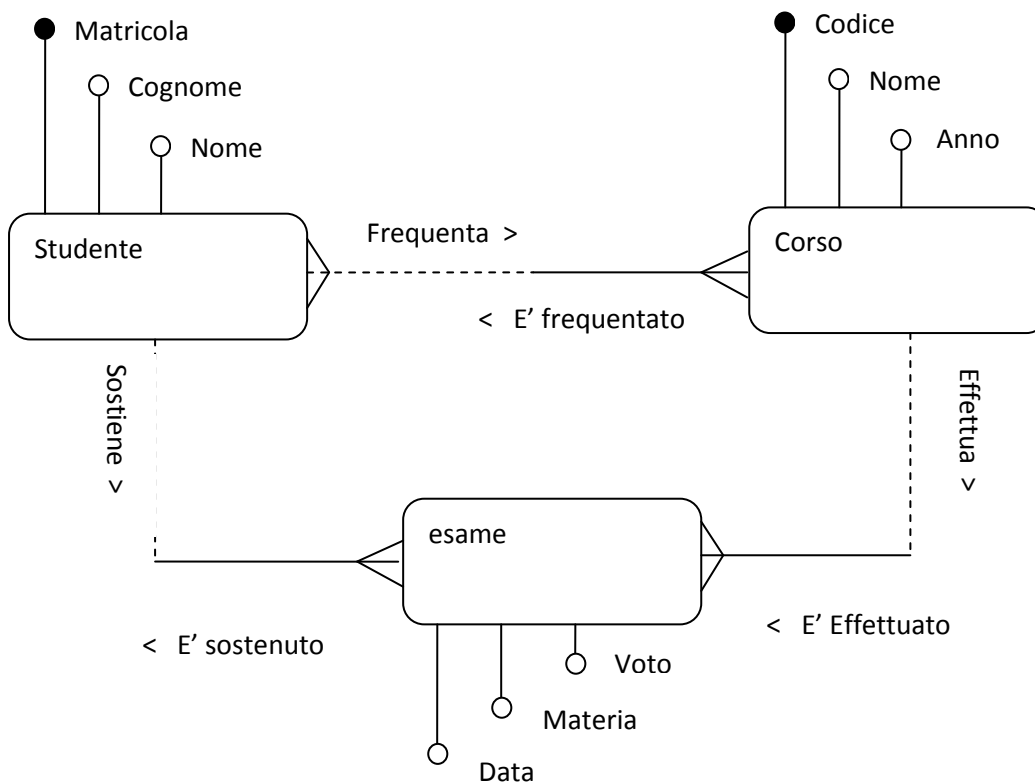 Matricola
Codice
Cognome
Nome
Nome
Anno
Studente
Frequenta >
Corso
< E’ frequentato
Sostiene >
Effettua >
esame
< E’ sostenuto
< E’ Effettuato
Voto
Materia
Data